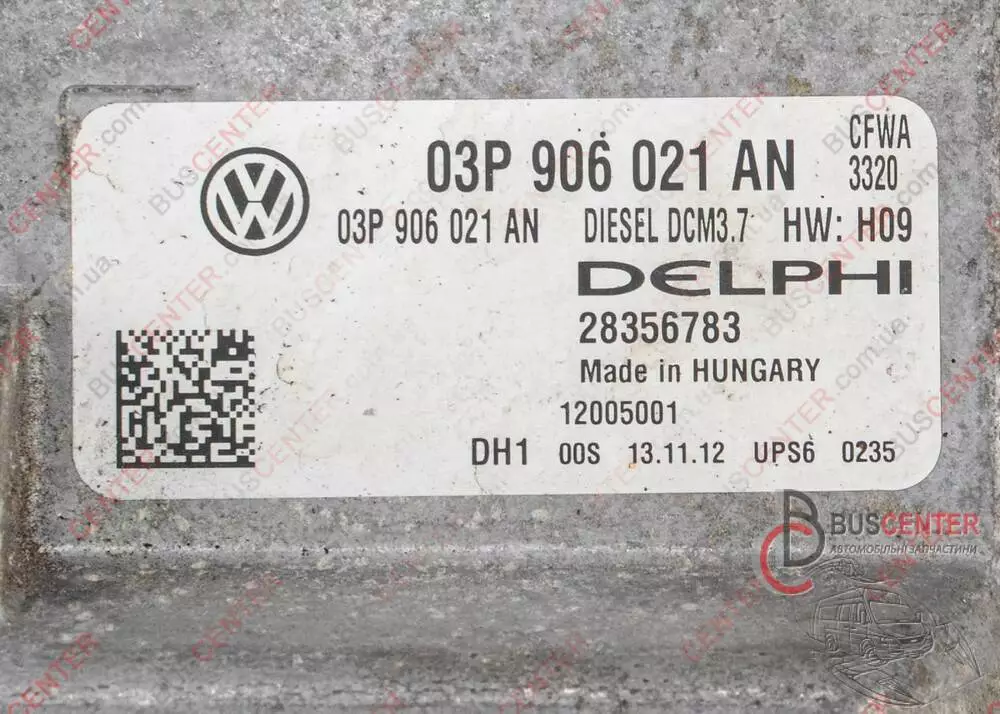 03P 906 021 AN CFWA
3320
03P 906 021 AN DIESEL DCM3.7 HW: H09
DELPHI
28356783
Made in HUNGARY
12005001
DH1 00S 13.11.12 UPS6 0235
BUSCENTER
АВТОМОБІЛЬНІ ЗАПЧАСТИНИ